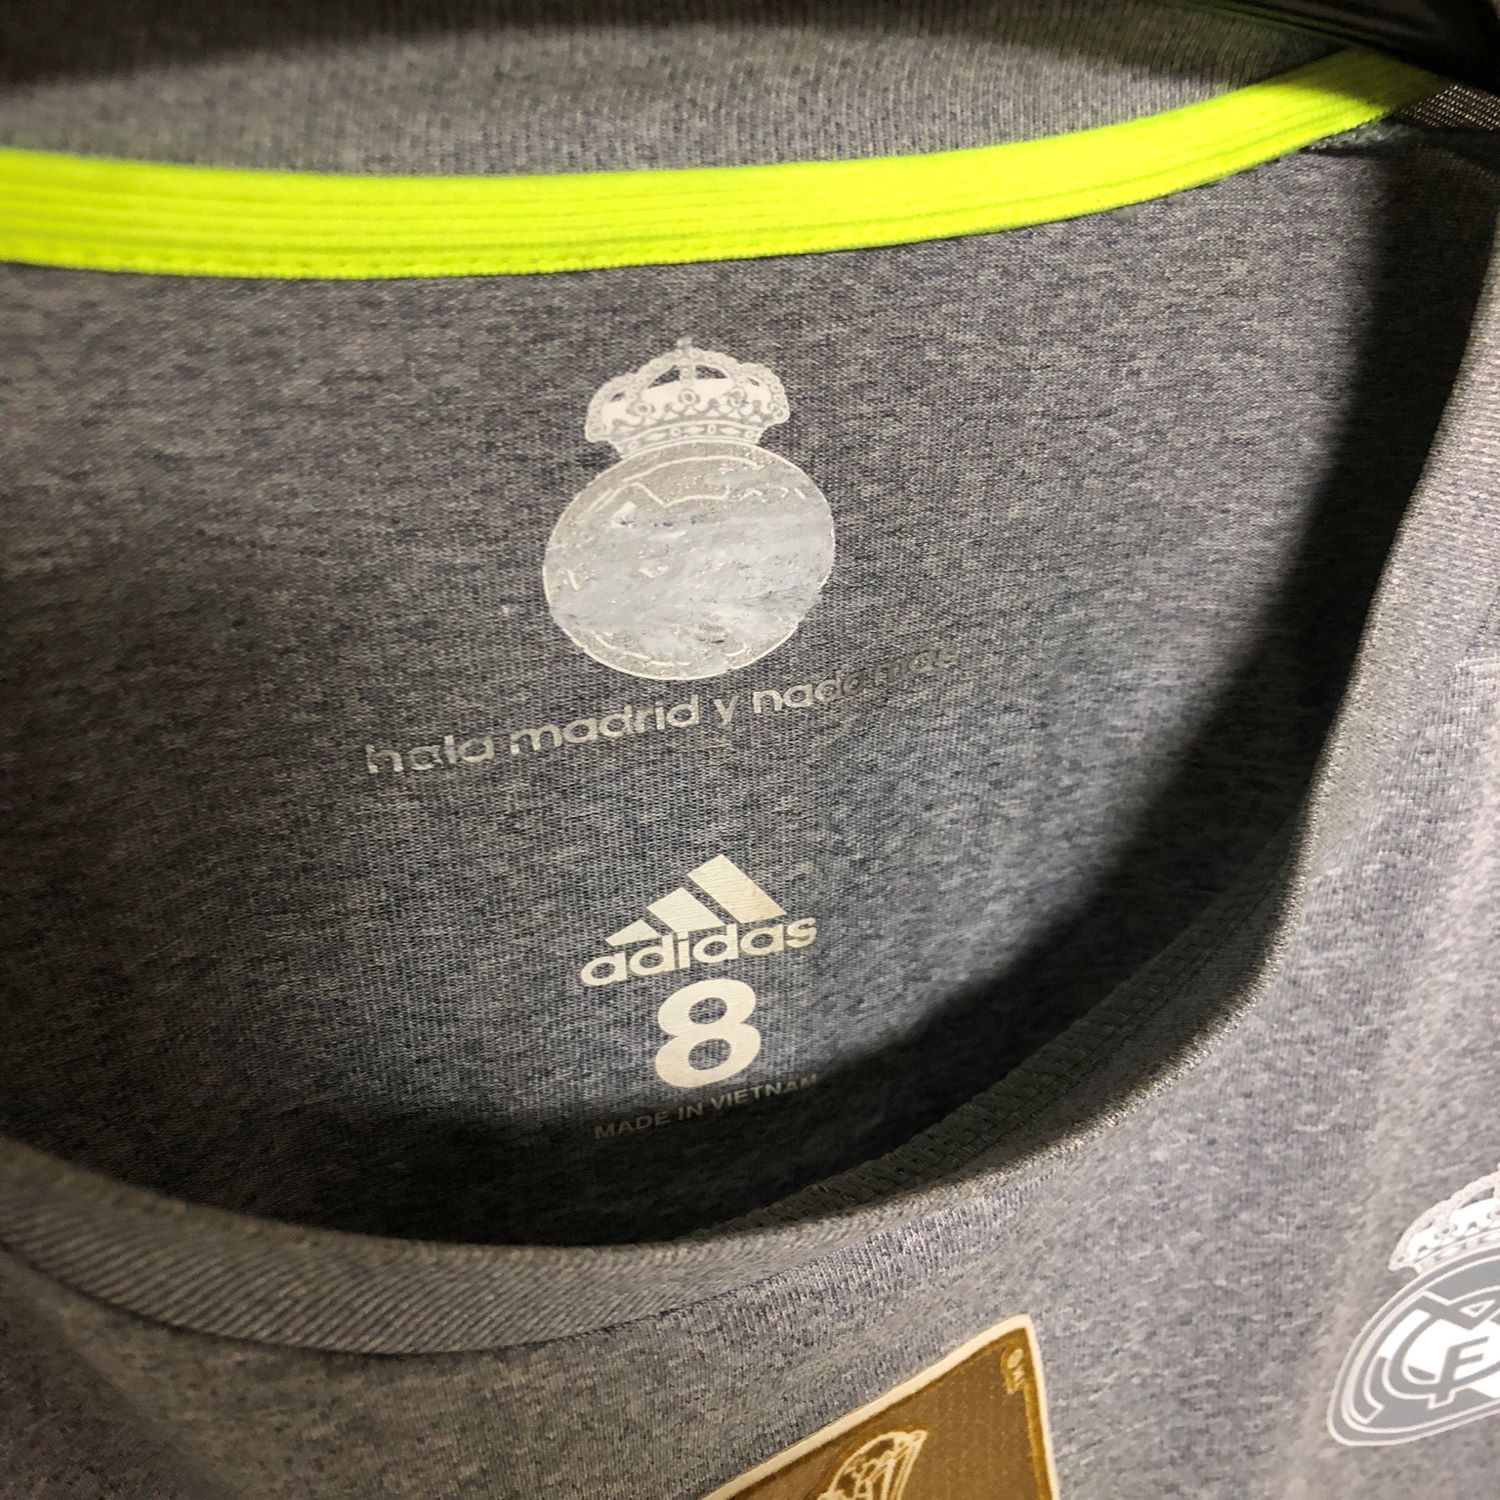 hala madrid y nada más
adidas
8
MADE IN VIETNAM